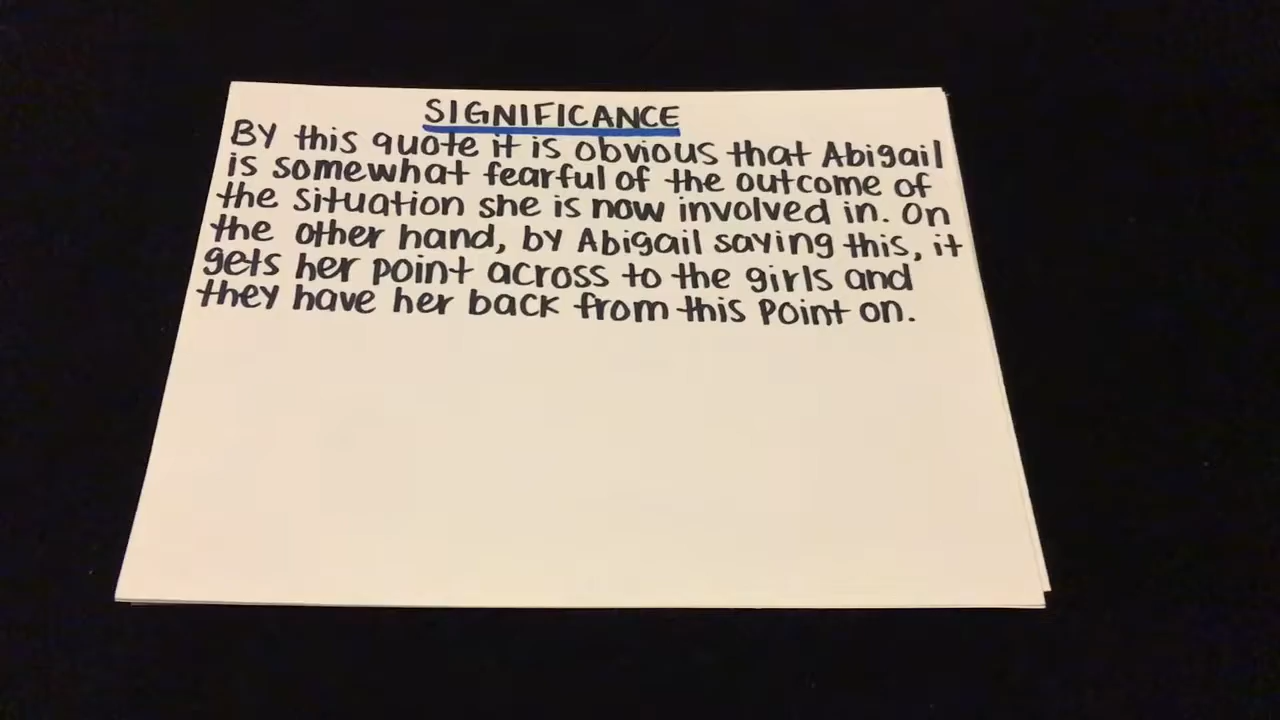 SIGNIFICANCE
BY this quote it is obvious that Abigail
is somewhat fearful of the outcome of
the situation she is now involved in. On
the other hand, by Abigail saying this, it
gets her point across to the girls and
they have her back from this Point on.